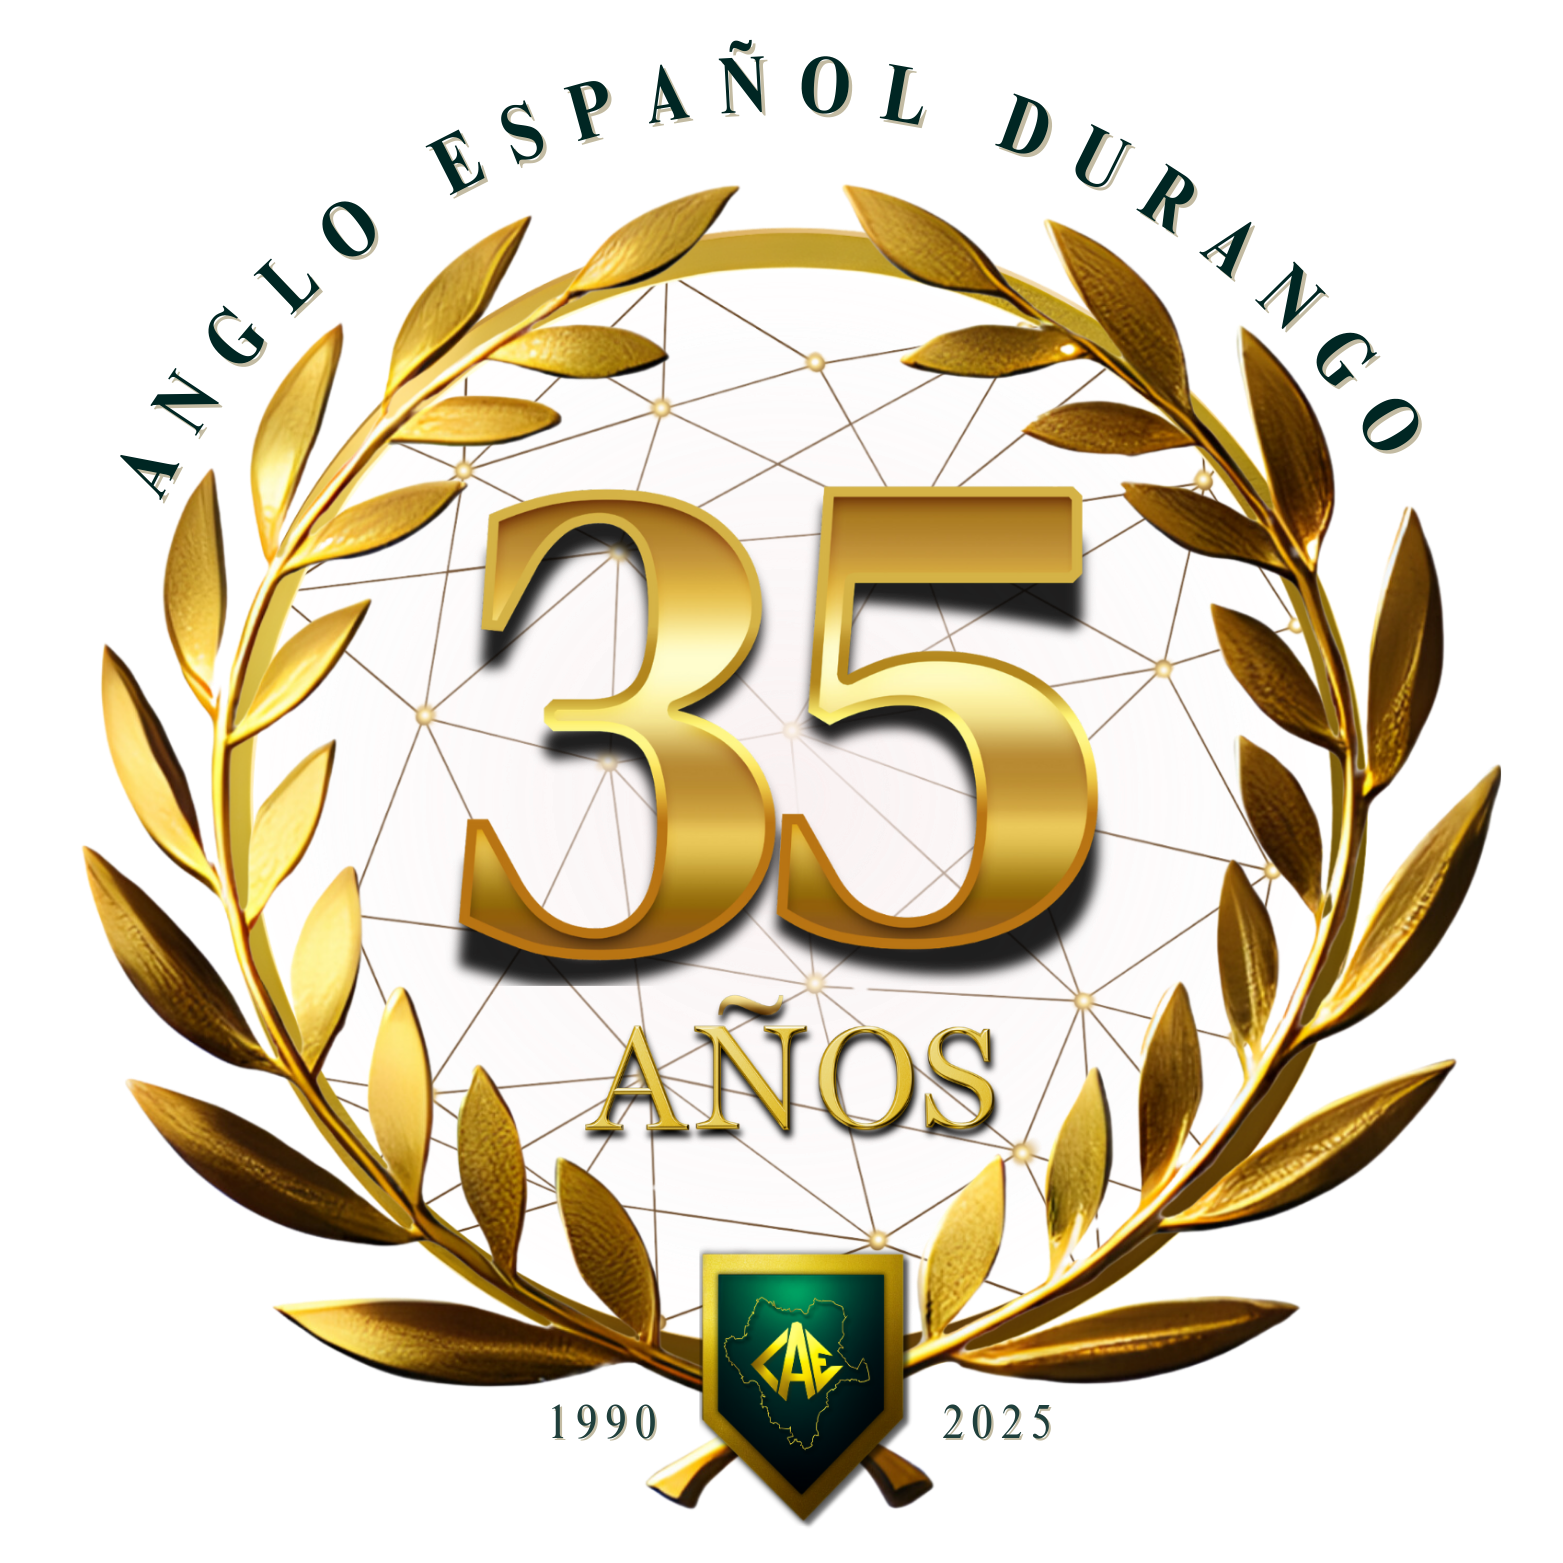 ANGLO ESPAÑOL DURANGO
35
AÑOS
CAE
1990 2025